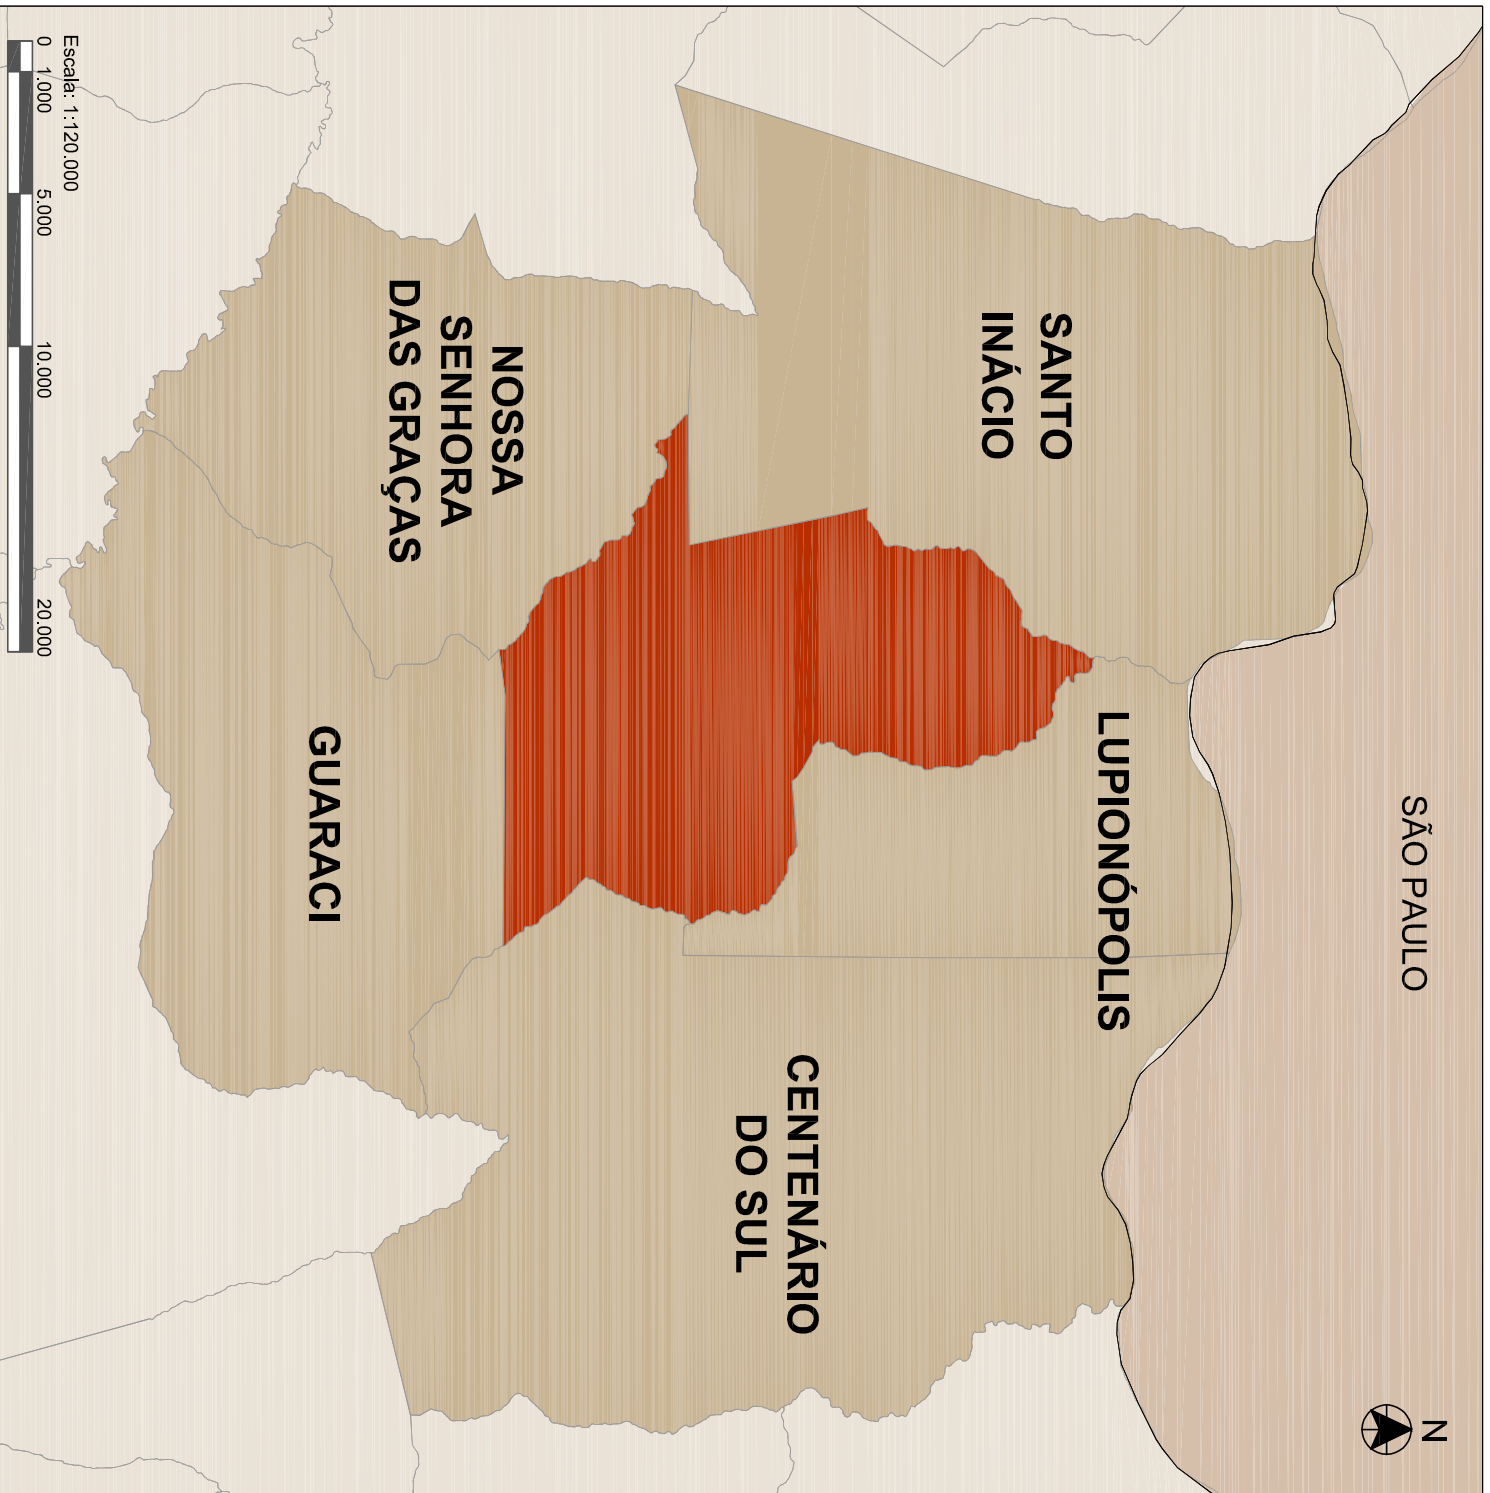 N
SÃO PAULO
SANTO
INÁCIO
LUPIONÓPOLIS
CENTENÁRIO
DO SUL
NOSSA
SENHORA
DAS GRAÇAS
GUARACI
Escala: 1:120.000
0 1.000 5.000 10.000 20.000